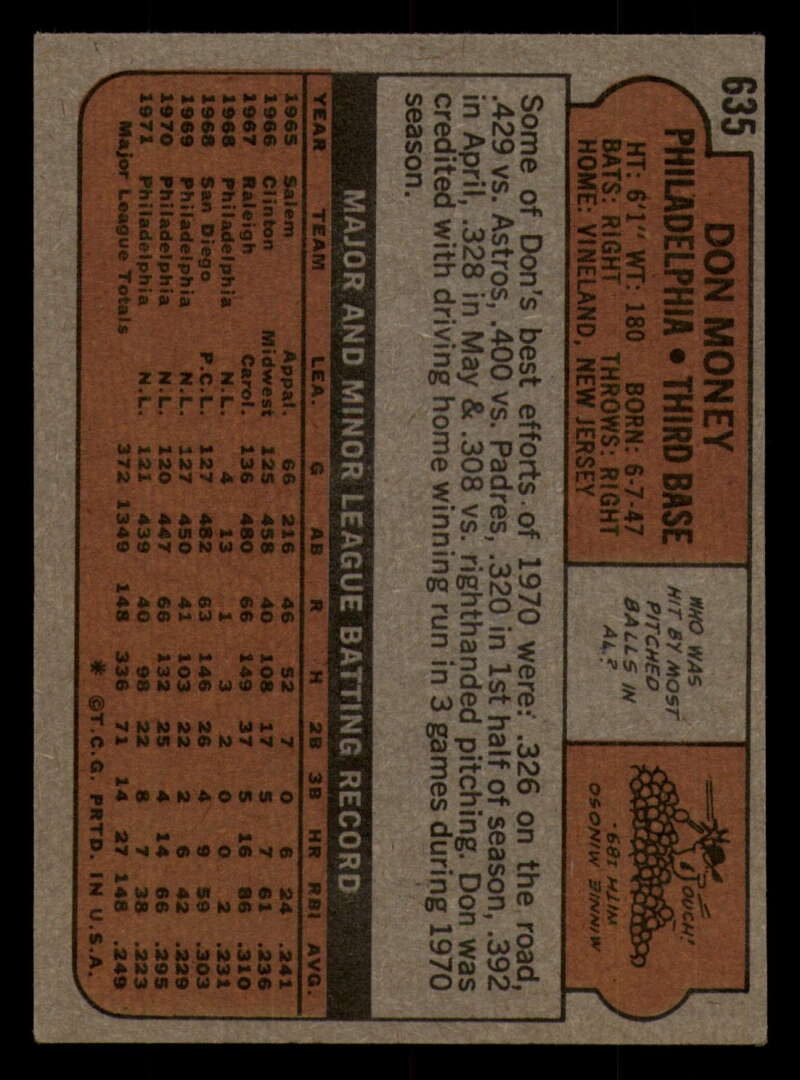 635
DON MONEY
PHILADELPHIA • THIRD BASE
HT: 6'1" WT: 180 BORN: 6-7-47
BATS: RIGHT THROWS: RIGHT
HOME: VINELAND, NEW JERSEY
WHO WAS
HIT BY MOST
PITCHED
BALLS IN
A.L.?
OUCH!
MINNIE MINOSO
WITH 189.
Some of Don's best efforts of 1970 were: .326 on the road,
.429 vs. Astros, .400 vs. Padres, .320 in 1st half of season, .392
in April, .328 in May & .308 vs. righthanded pitching. Don was
credited with driving home winning run in 3 games during 1970
season.
MAJOR AND MINOR LEAGUE BATTING RECORD
YEAR TEAM LEA. G AB R H 2B 3B HR RBI AVG.
1965 Salem Appal. 66 216 46 52 7 0 6 24 .241
1966 Clinton Midwest 125 458 40 108 17 5 7 61 .236
1967 Raleigh Carol. 136 480 66 149 37 5 16 86 .310
1968 Philadelphia N.L. 4 13 1 3 2 0 0 2 .231
1968 San Diego P.C.L. 127 482 63 146 26 4 9 59 .303
1969 Philadelphia N.L. 127 450 41 103 22 2 6 42 .229
1970 Philadelphia N.L. 120 447 66 132 25 4 14 66 .295
1971 Philadelphia N.L. 121 439 40 98 22 8 7 38 .223
Major League Totals 372 1349 148 336 71 14 27 148 .249
* ©T.C.G. PRTD. IN U.S.A.